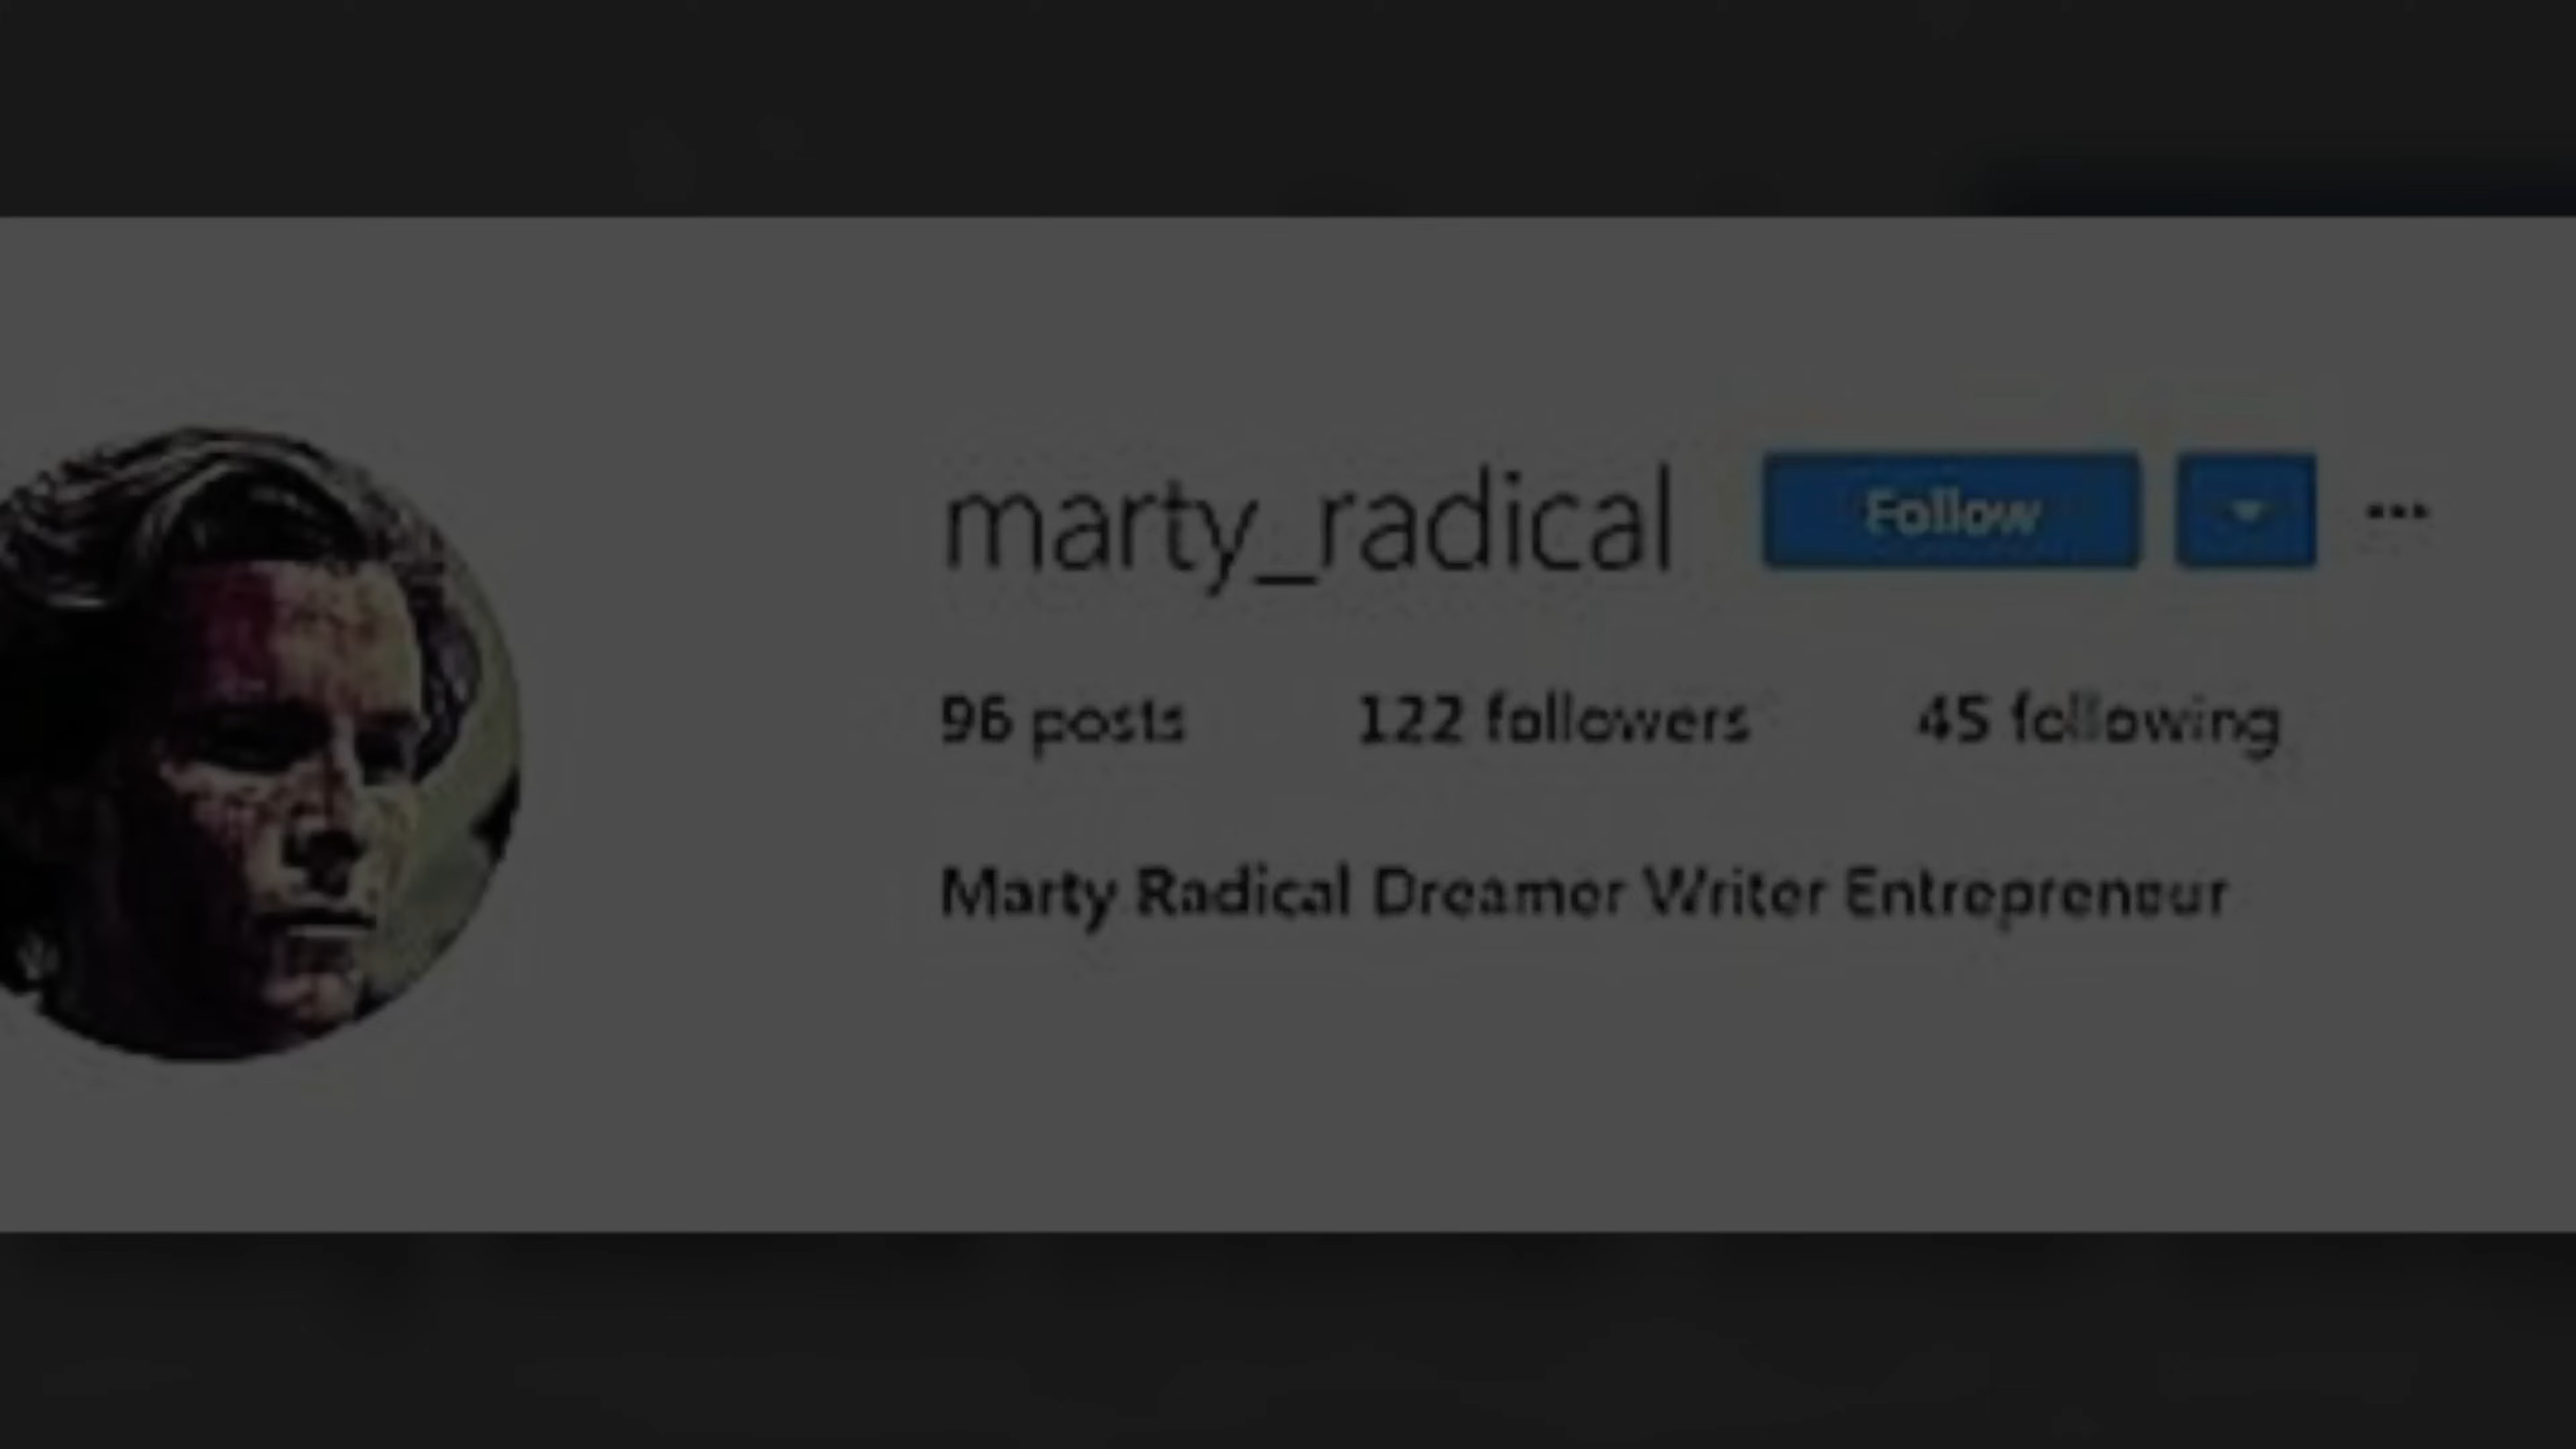 marty_radical Follow
96 posts 122 followers 45 following
Marty Radical Dreamer Writer Entrepreneur